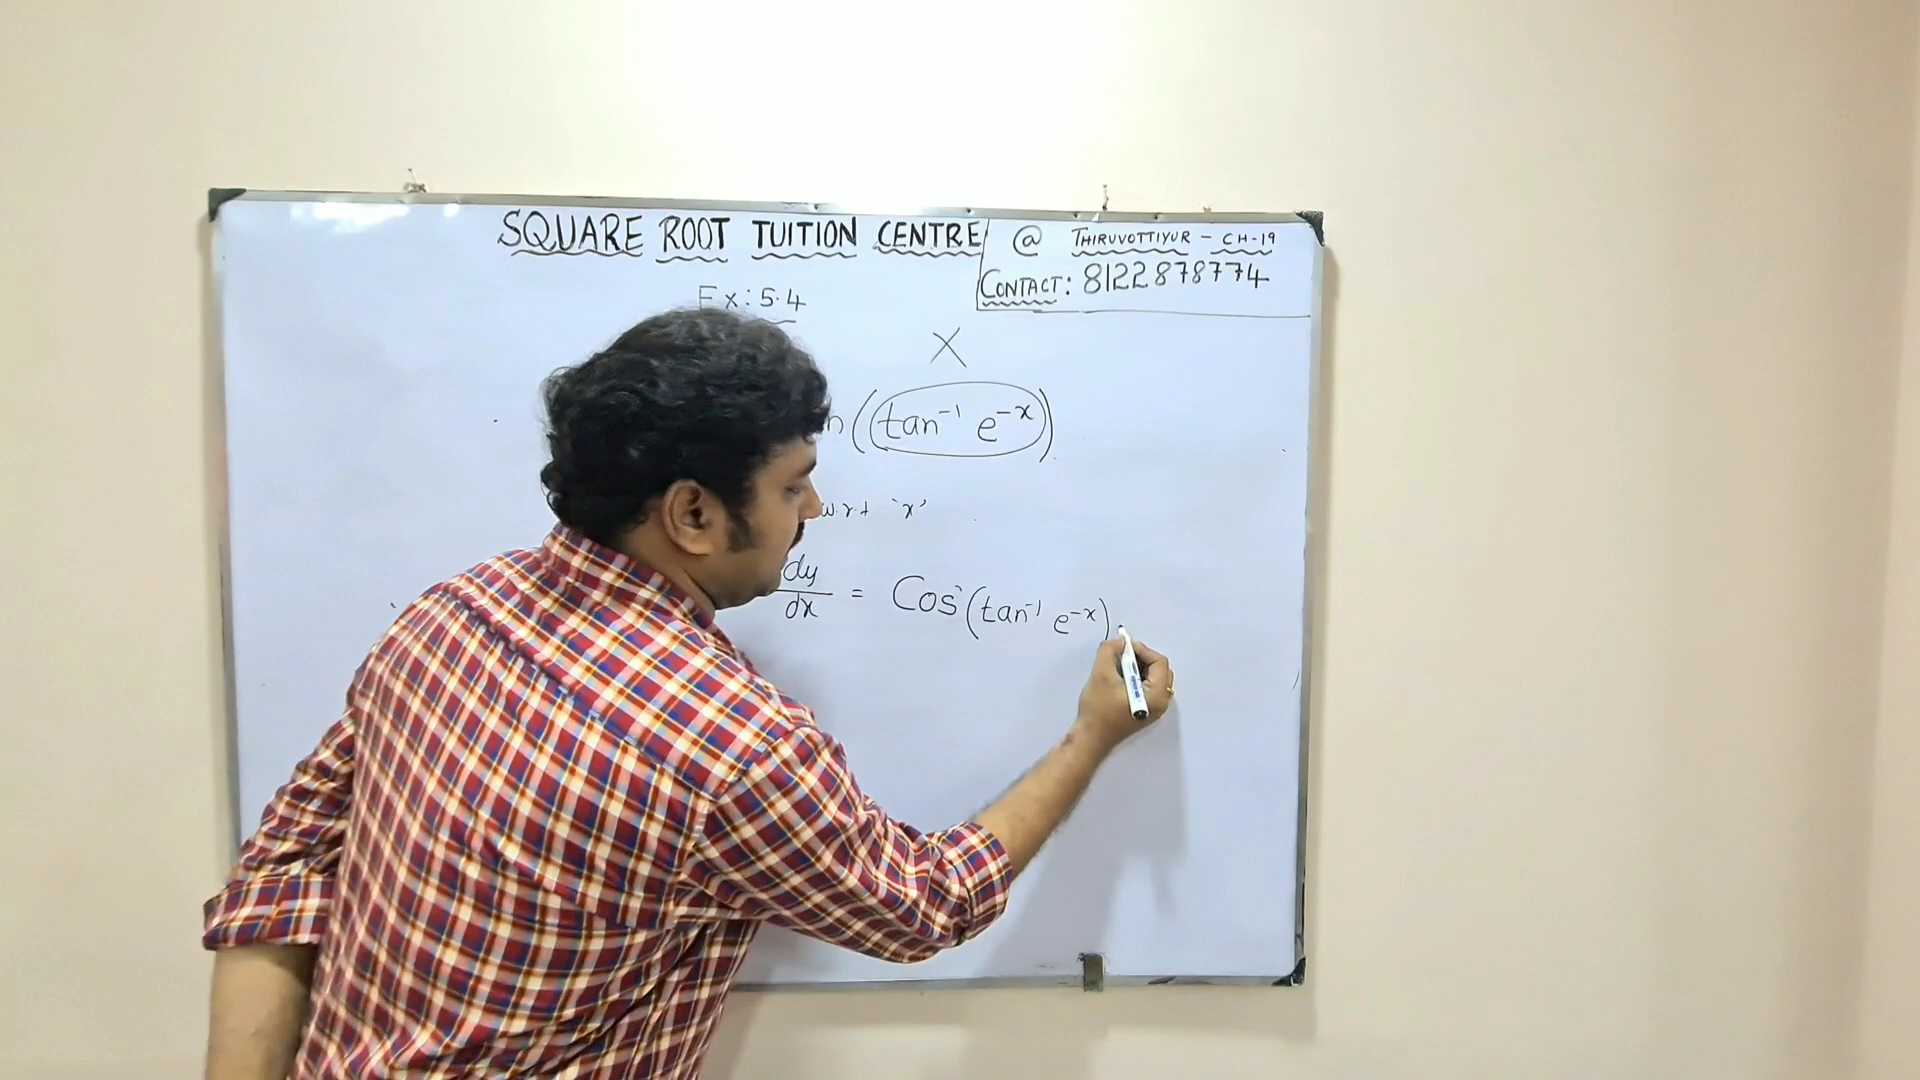 SQUARE ROOT TUITION CENTRE @ THIRUVOTTIYUR - CH-19
CONTACT: 8122878774
Ex: 5.4
X
n (tan⁻¹ e⁻ˣ)
w.r.t 'x'
dy/dx = Cos (tan⁻¹ e⁻ˣ) .